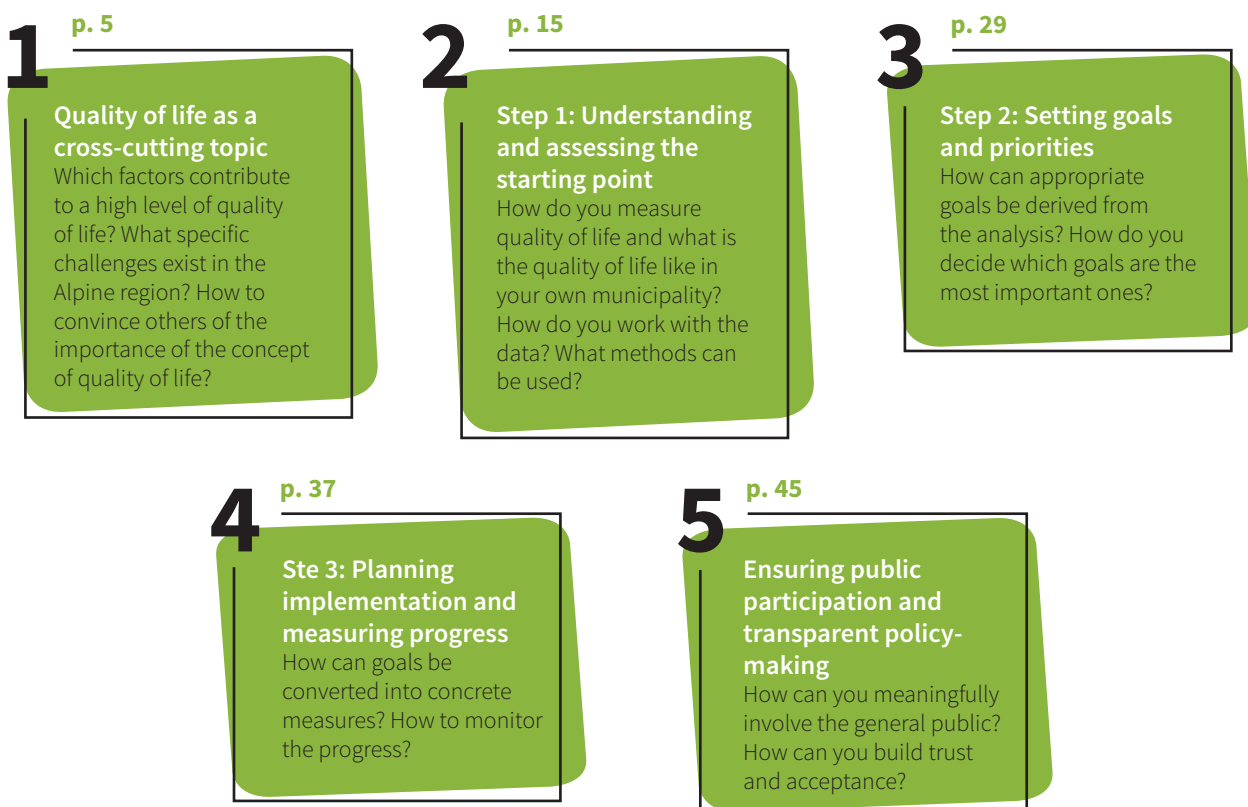 1
p. 5
Quality of life as a
cross-cutting topic
Which factors contribute
to a high level of quality
of life? What specific
challenges exist in the
Alpine region? How to
convince others of the
importance of the concept
of quality of life?
2
p. 15
Step 1: Understanding
and assessing the
starting point
How do you measure
quality of life and what is
the quality of life like in
your own municipality?
How do you work with the
data? What methods can
be used?
3
p. 29
Step 2: Setting goals
and priorities
How can appropriate
goals be derived from
the analysis? How do you
decide which goals are the
most important ones?
4
p. 37
Ste 3: Planning
implementation and
measuring progress
How can goals be
converted into concrete
measures? How to monitor
the progress?
5
p. 45
Ensuring public
participation and
transparent policy-
making
How can you meaningfully
involve the general public?
How can you build trust
and acceptance?